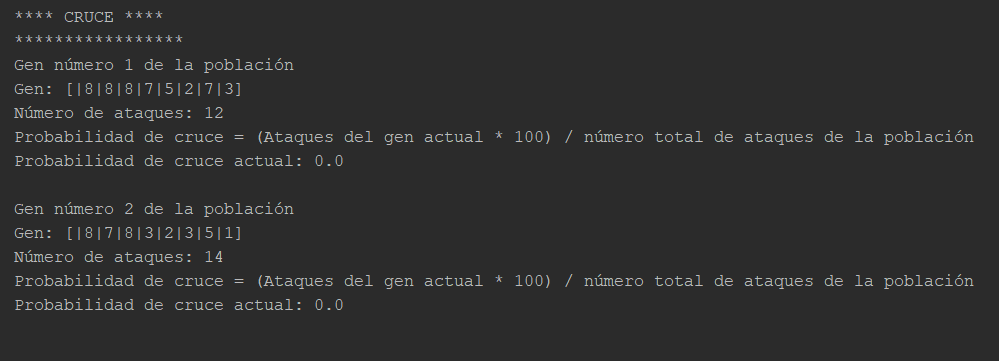 **** CRUCE ****
*****************
Gen número 1 de la población
Gen: [|8|8|8|7|5|2|7|3]
Número de ataques: 12
Probabilidad de cruce = (Ataques del gen actual * 100) / número total de ataques de la población
Probabilidad de cruce actual: 0.0
Gen número 2 de la población
Gen: [|8|7|8|3|2|3|5|1]
Número de ataques: 14
Probabilidad de cruce = (Ataques del gen actual * 100) / número total de ataques de la población
Probabilidad de cruce actual: 0.0